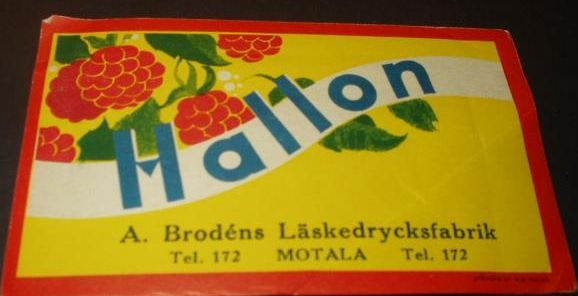 Hallon
A. Brodéns Läskedrycksfabrik
Tel. 172 MOTALA Tel. 172